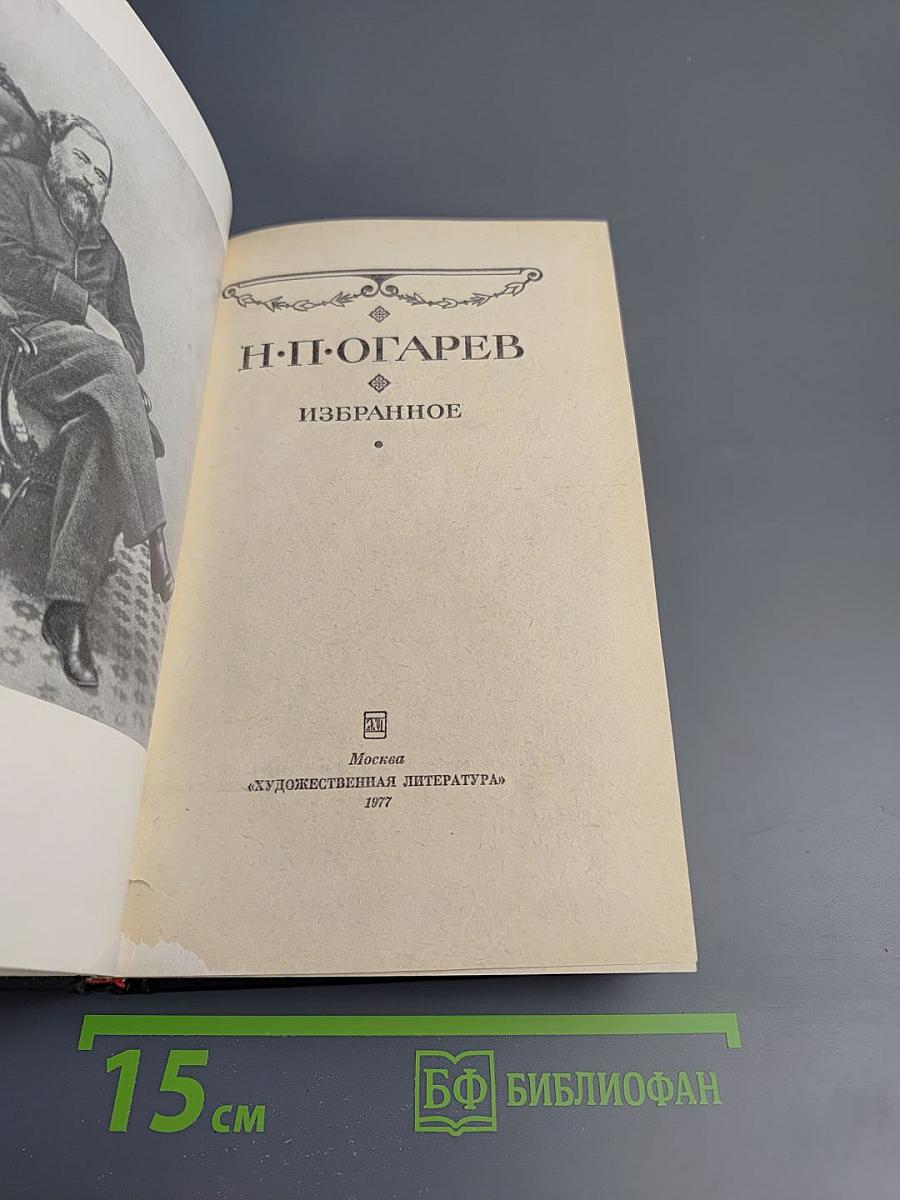 Н·П·ОГАРЕВ
ИЗБРАННОЕ
Москва
«ХУДОЖЕСТВЕННАЯ ЛИТЕРАТУРА»
1977
15 см
БФ БИБЛИОФАН